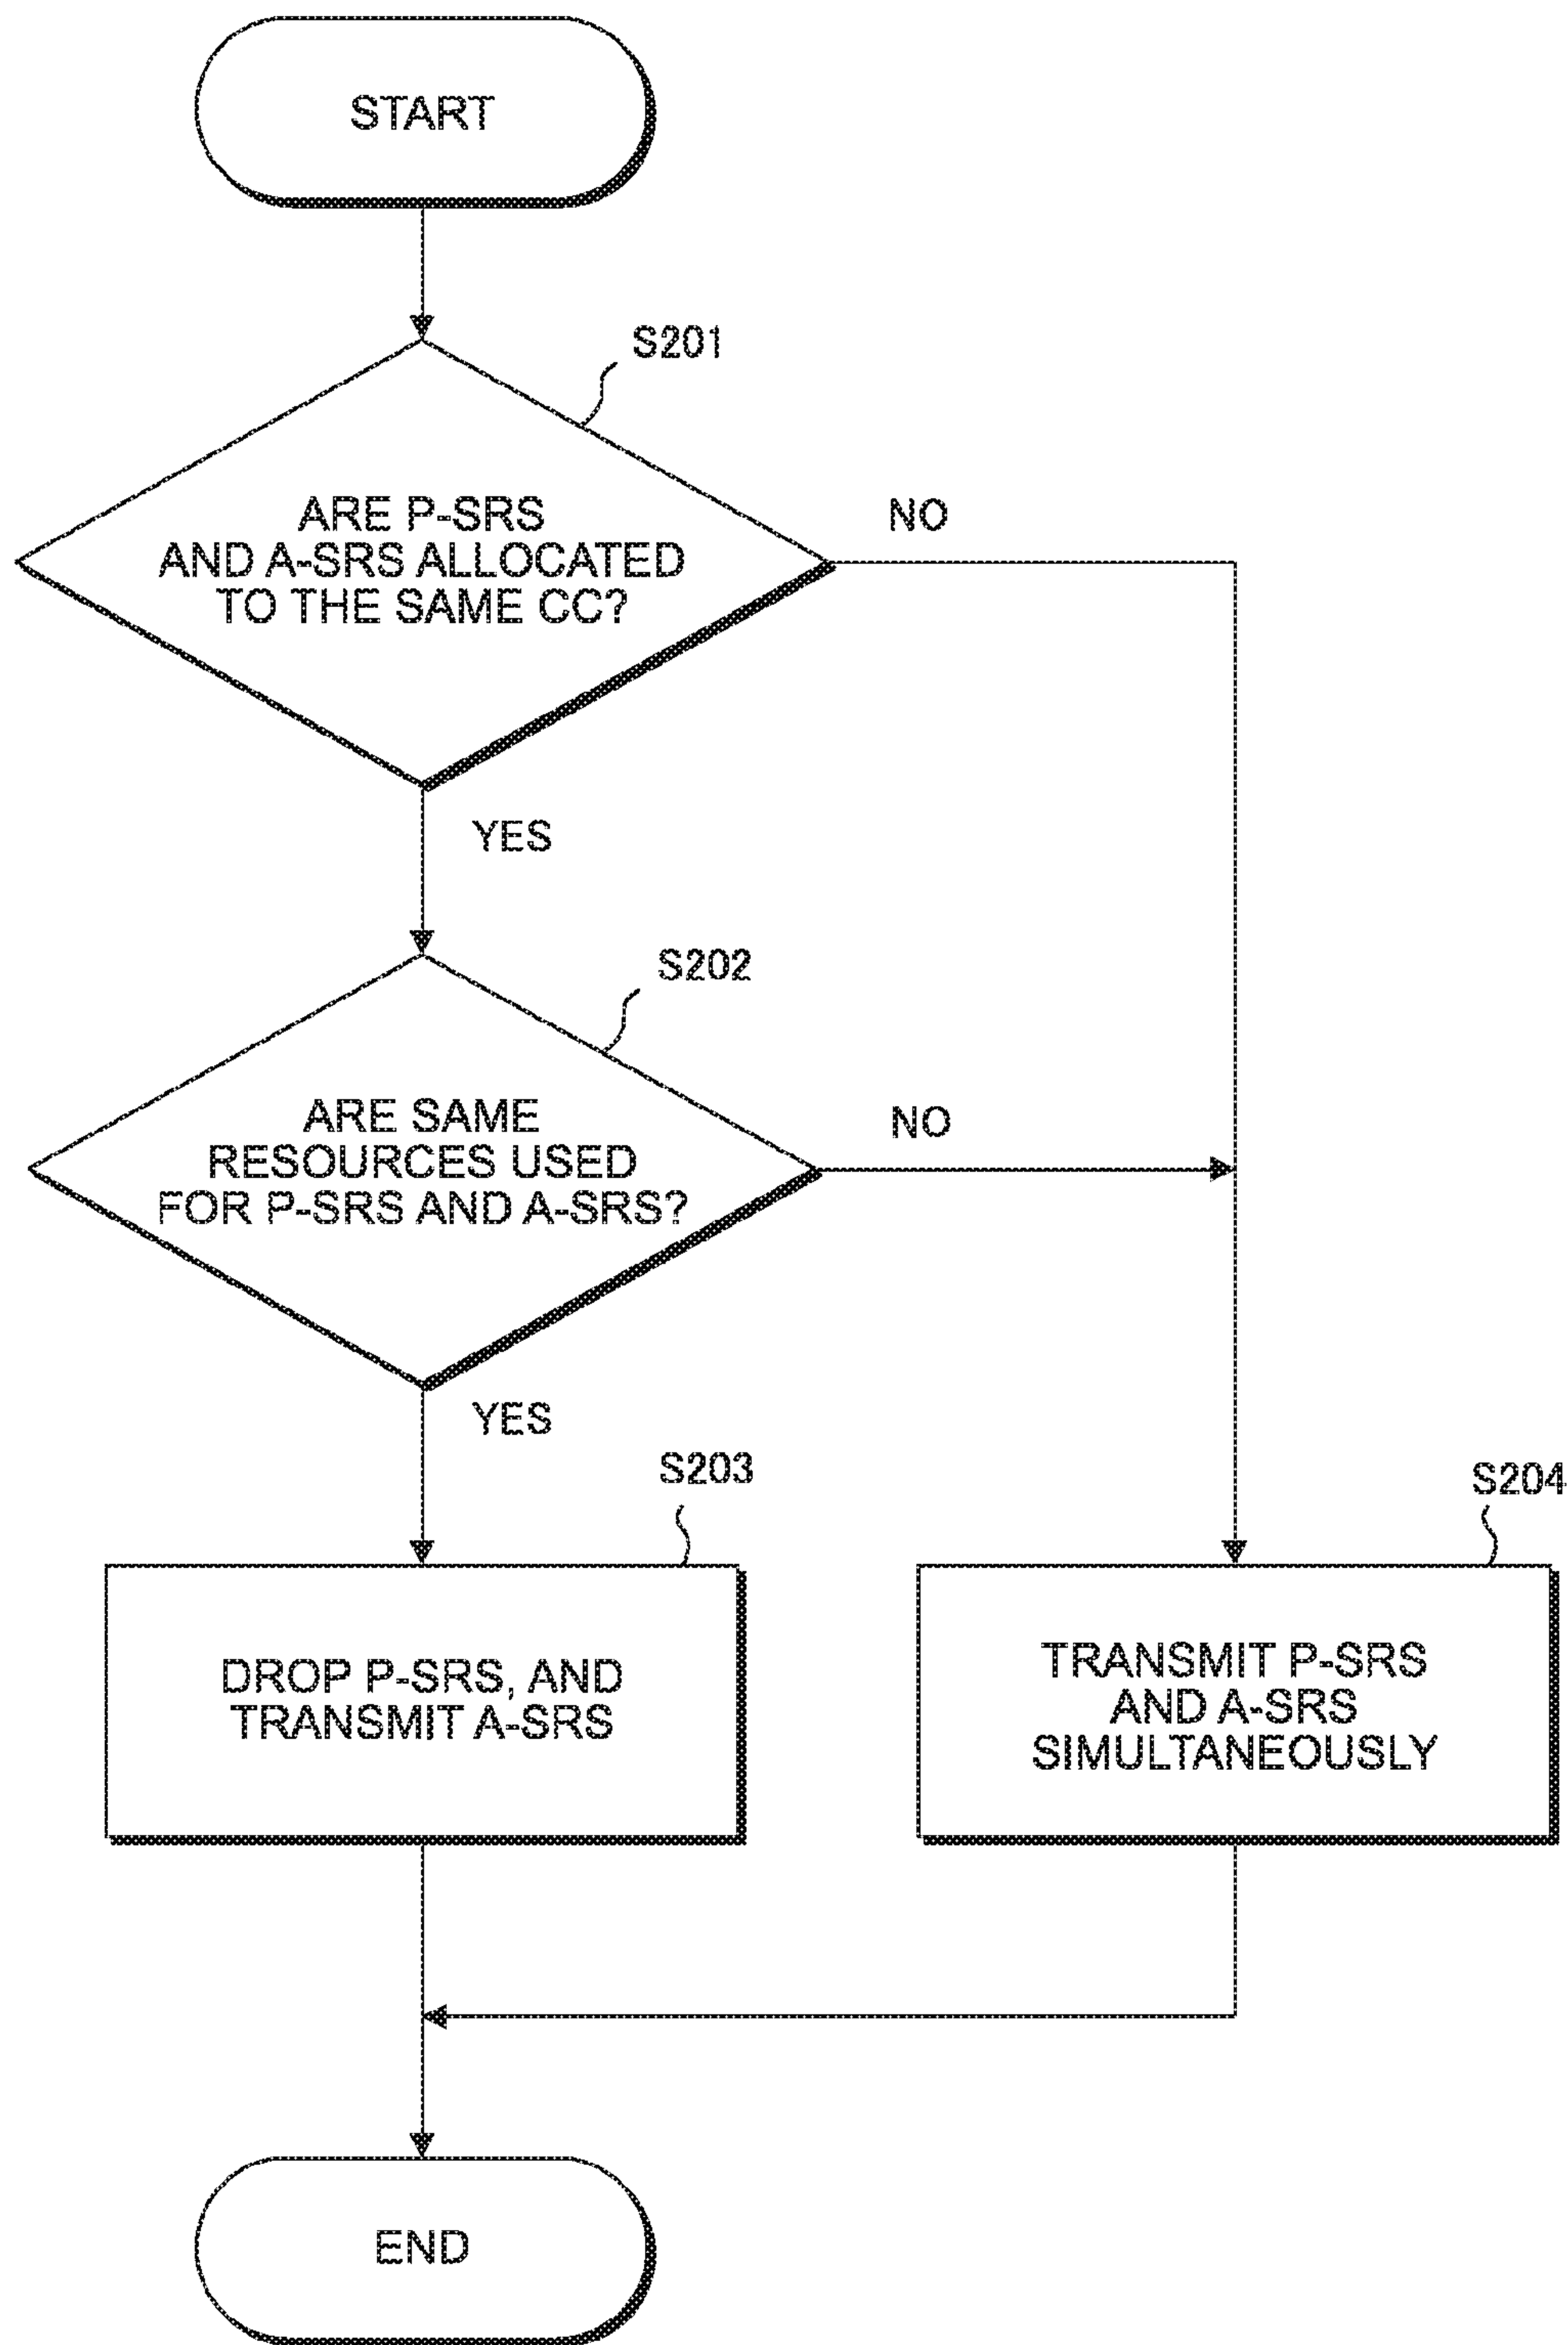 START
S201
ARE P-SRS
AND A-SRS ALLOCATED
TO THE SAME CC?
NO
YES
S202
ARE SAME
RESOURCES USED
FOR P-SRS AND A-SRS?
NO
YES
S203
DROP P-SRS, AND
TRANSMIT A-SRS
S204
TRANSMIT P-SRS
AND A-SRS
SIMULTANEOUSLY
END